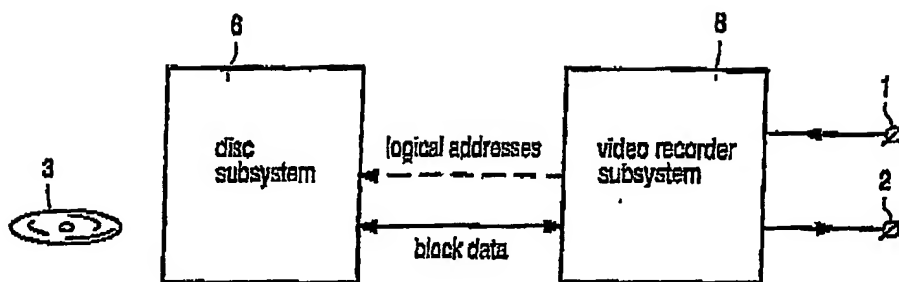 6
8
1
3
disc
subsystem
logical addresses
video recorder
subsystem
2
block data